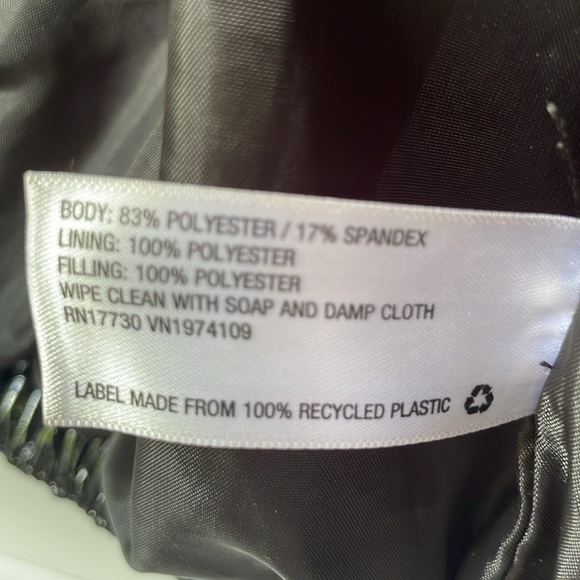 BODY: 83% POLYESTER / 17% SPANDEX
LINING: 100% POLYESTER
FILLING: 100% POLYESTER
WIPE CLEAN WITH SOAP AND DAMP CLOTH
RN17730 VN1974109
LABEL MADE FROM 100% RECYCLED PLASTIC